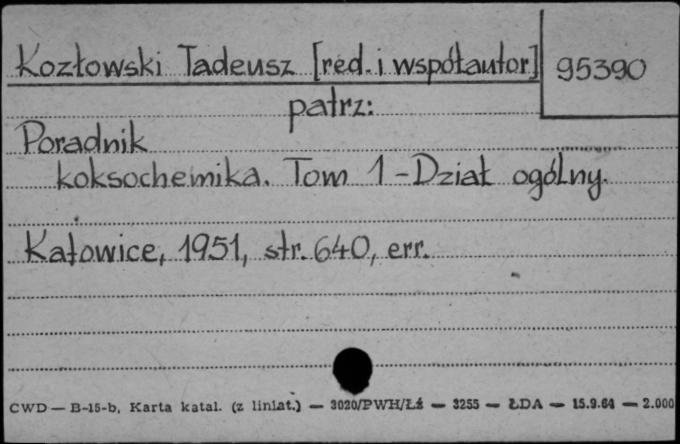 Kozłowski Tadeusz [red. i współautor] 95390
patrz:
Poradnik
koksochemika. Tom 1 - Dział ogólny.
Katowice, 1951, str. 640, err.
CWD — B-15-b, Karta katal. (z liniat.) — 3020/PWH/Łź — 3255 — ŁDA — 15.9.64 — 2.000